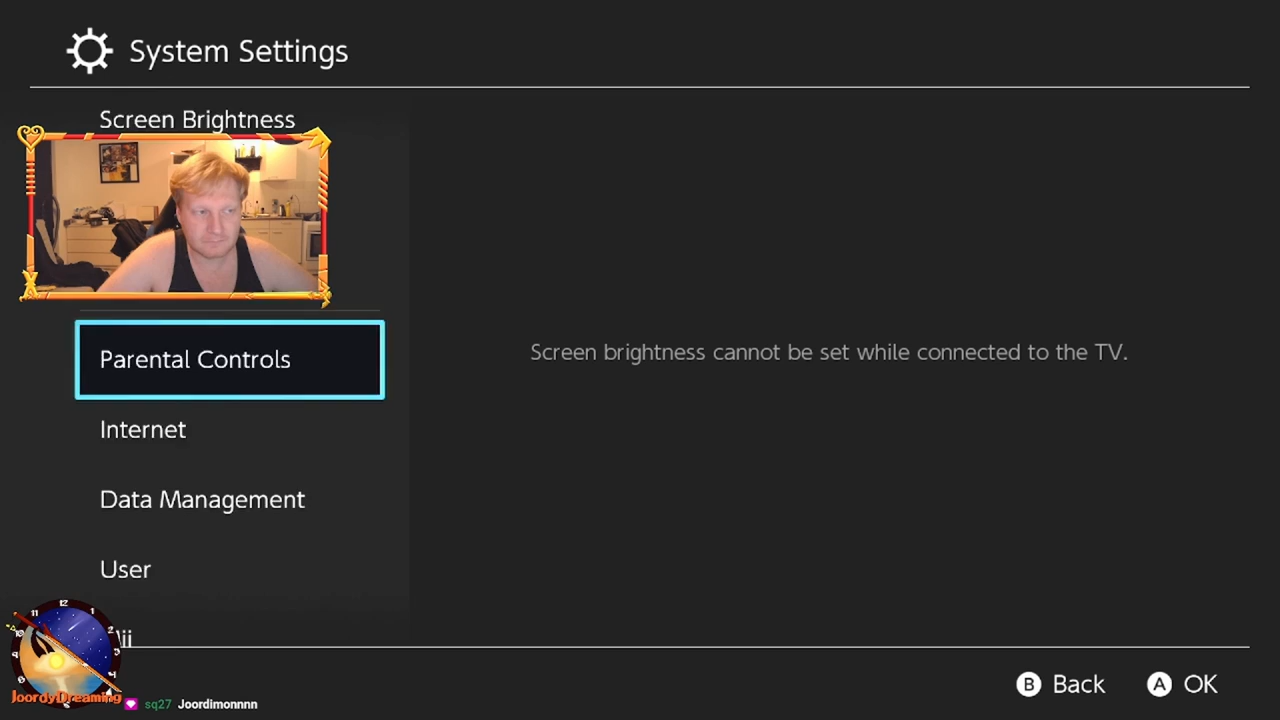 System Settings
Screen Brightness
Parental Controls
Screen brightness cannot be set while connected to the TV.
Internet
Data Management
User
JoordyDreaming
sq27 Joordimonnnn
B Back A OK